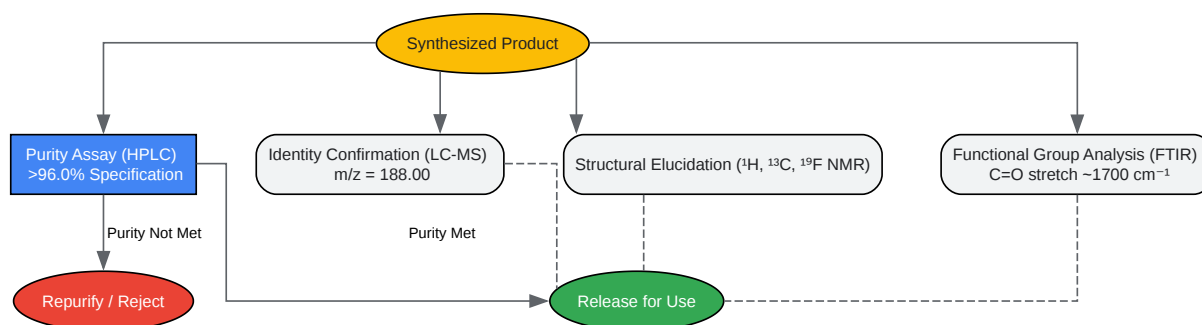 Synthesized Product
Purity Assay (HPLC)
>96.0% Specification
Identity Confirmation (LC-MS)
m/z = 188.00
Structural Elucidation (¹H, ¹³C, ¹⁹F NMR)
Functional Group Analysis (FTIR)
C=O stretch ~1700 cm⁻¹
Purity Not Met
Purity Met
Repurify / Reject
Release for Use